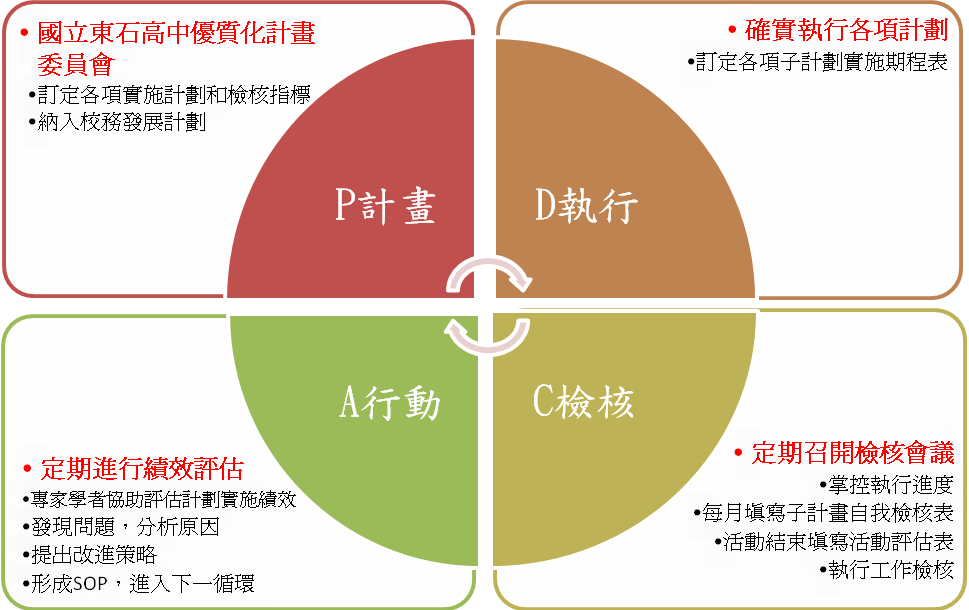 • 國立東石高中優質化計畫
委員會
•訂定各項實施計劃和檢核指標
•納入校務發展計劃
• 確實執行各項計劃
•訂定各項子計劃實施期程表
P計畫
D執行
A行動
C檢核
• 定期進行績效評估
•專家學者協助評估計劃實施績效
•發現問題，分析原因
•提出改進策略
•形成SOP，進入下一循環
• 定期召開檢核會議
•掌控執行進度
•每月填寫子計畫自我檢核表
•活動結束填寫活動評估表
•執行工作檢核